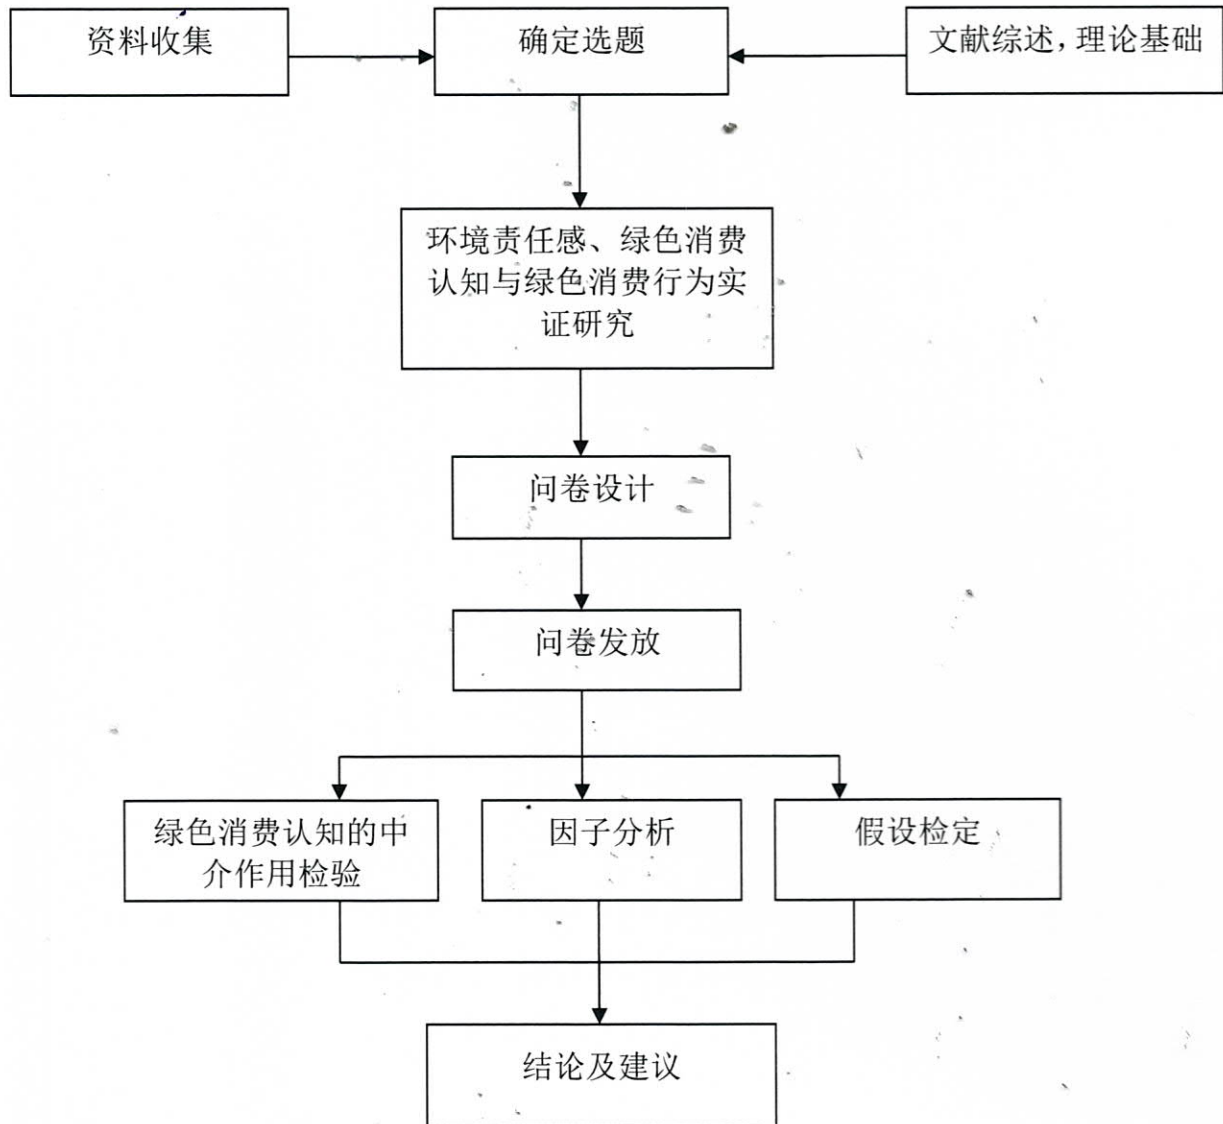 资料收集
确定选题
文献综述，理论基础
环境责任感、绿色消费
认知与绿色消费行为实
证研究
问卷设计
问卷发放
绿色消费认知的中
介作用检验
因子分析
假设检定
结论及建议